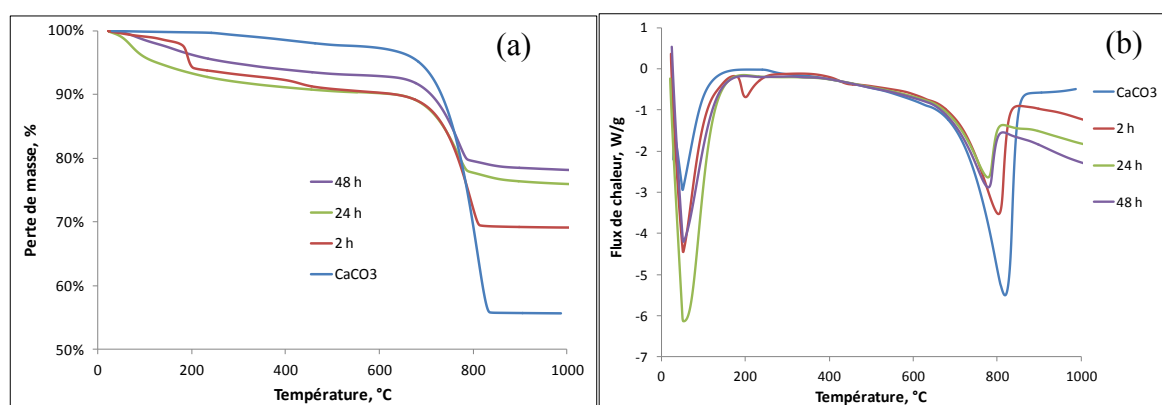 (a)
Perte de masse, %
100%
90%
80%
70%
60%
50%
0
200
400
600
800
1000
Température, °C
48 h
24 h
2 h
CaCO3
(b)
Flux de chaleur, W/g
1
0
-1
-2
-3
-4
-5
-6
-7
0
200
400
600
800
1000
Température, °C
CaCO3
2 h
24 h
48 h